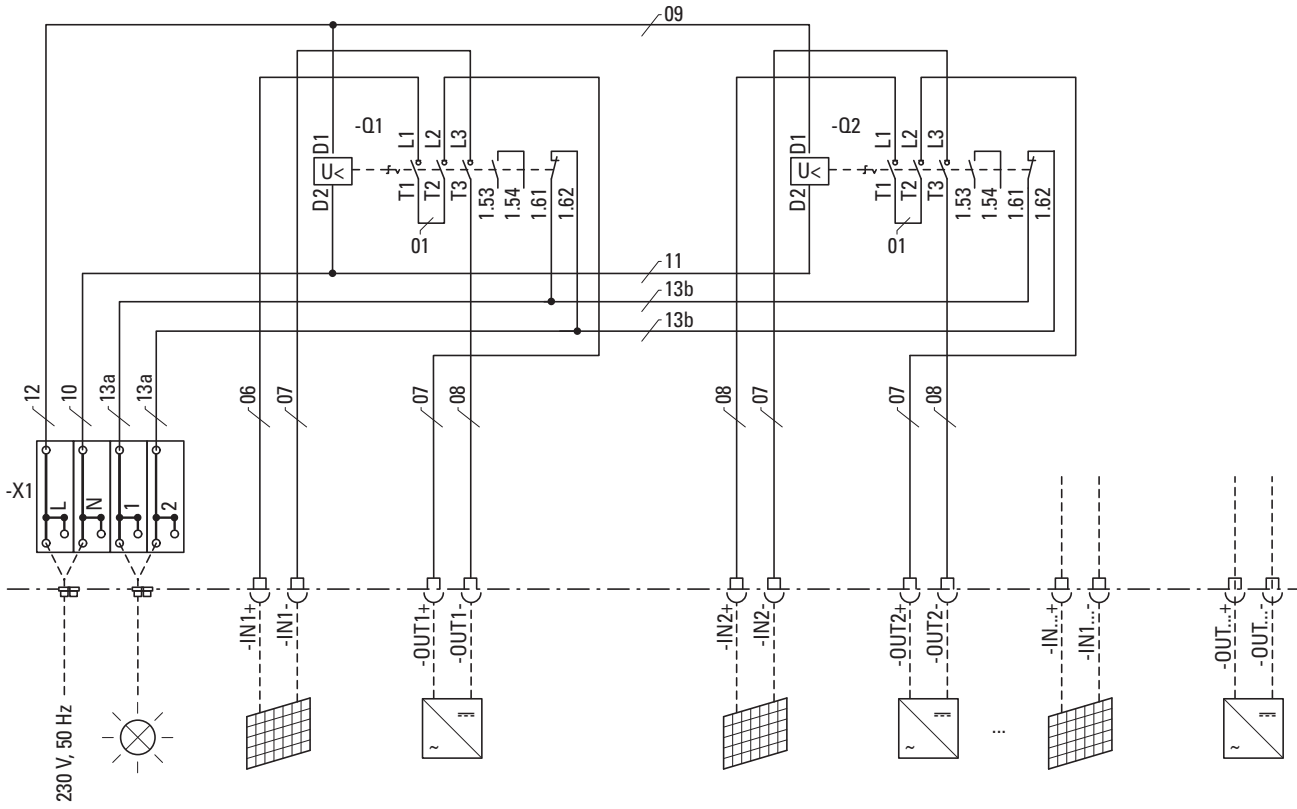 09
-Q1
D1
U<
D2
L1
L2
L3
T1
T2
T3
1.53
1.54
1.61
1.62
01
-Q2
D1
U<
D2
L1
L2
L3
T1
T2
T3
1.53
1.54
1.61
1.62
01
11
13b
13b
12
10
13a
13a
06
07
07
08
08
07
07
08
-X1
L
N
1
2
-IN1+
-IN1-
-OUT1+
-OUT1-
-IN2+
-IN2-
-OUT2+
-OUT2-
-IN...+
-IN1...-
-OUT...+
-OUT...-
230 V, 50 Hz
~
~
...
~